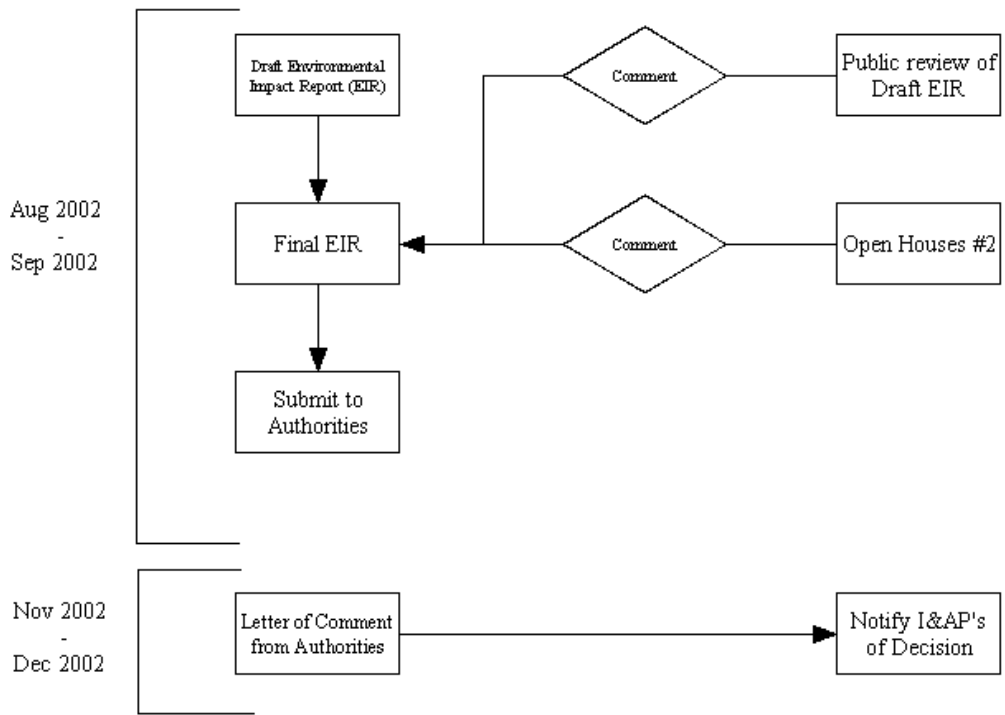 Draft Environmental
Impact Report (EIR)
Comment
Public review of
Draft EIR
Aug 2002
-
Sep 2002
Final EIR
Comment
Open Houses #2
Submit to
Authorities
Nov 2002
-
Dec 2002
Letter of Comment
from Authorities
Notify I&AP's
of Decision